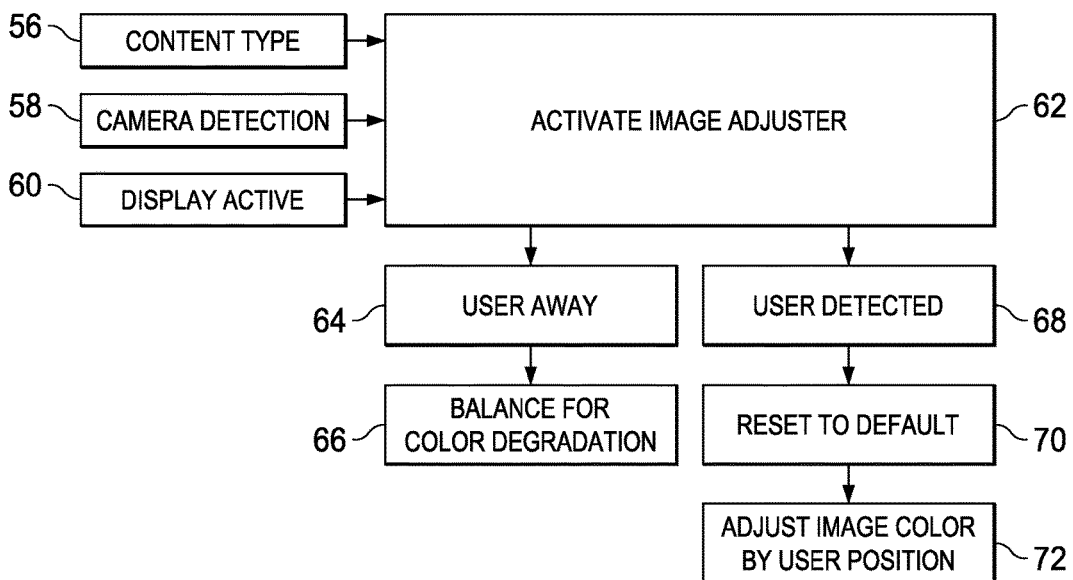 56
CONTENT TYPE
58
CAMERA DETECTION
60
DISPLAY ACTIVE
ACTIVATE IMAGE ADJUSTER
62
64
USER AWAY
USER DETECTED
68
66
BALANCE FOR
COLOR DEGRADATION
RESET TO DEFAULT
70
ADJUST IMAGE COLOR
BY USER POSITION
72